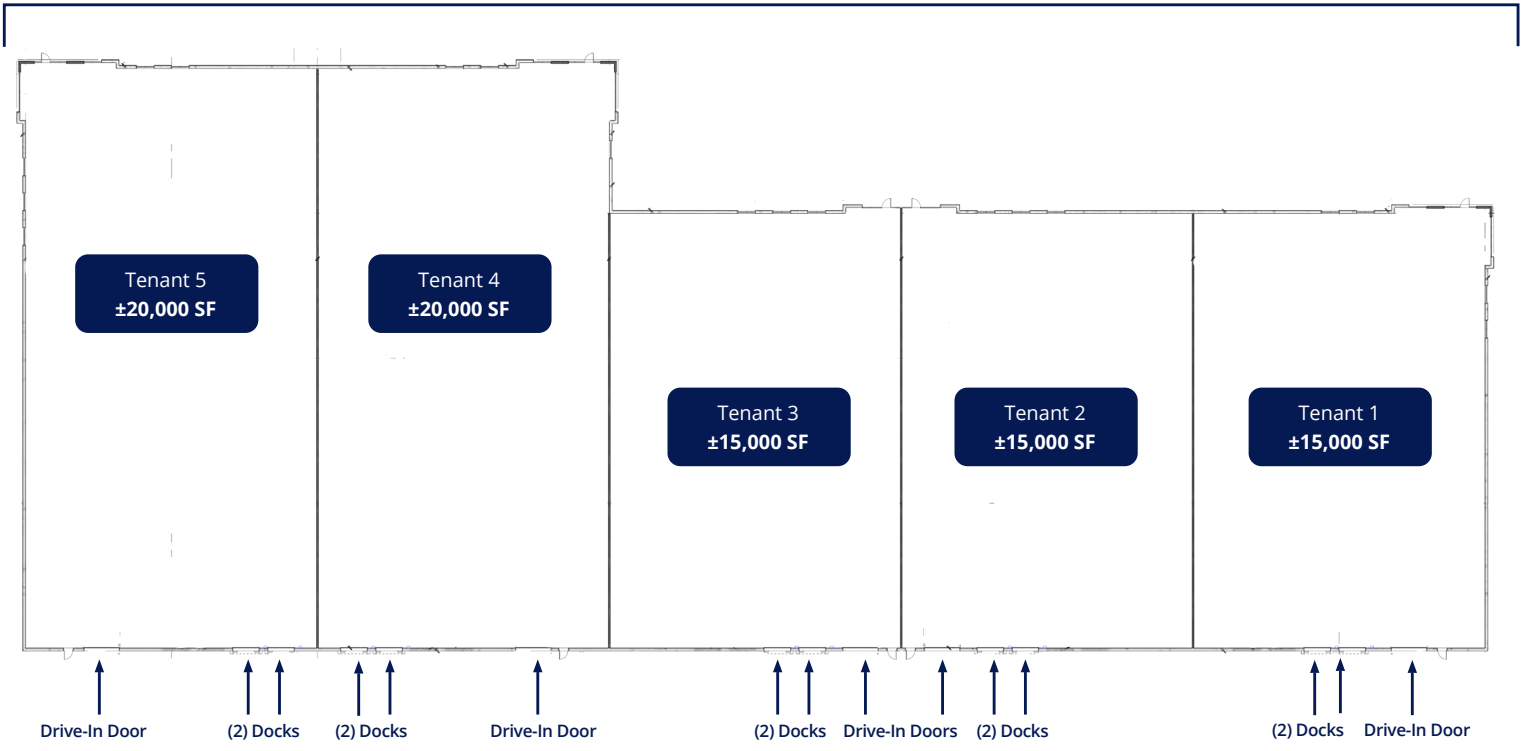 Tenant 5
±20,000 SF
Tenant 4
±20,000 SF
Tenant 3
±15,000 SF
Tenant 2
±15,000 SF
Tenant 1
±15,000 SF
Drive-In Door
(2) Docks
(2) Docks
Drive-In Door
(2) Docks
Drive-In Doors
(2) Docks
(2) Docks
Drive-In Door